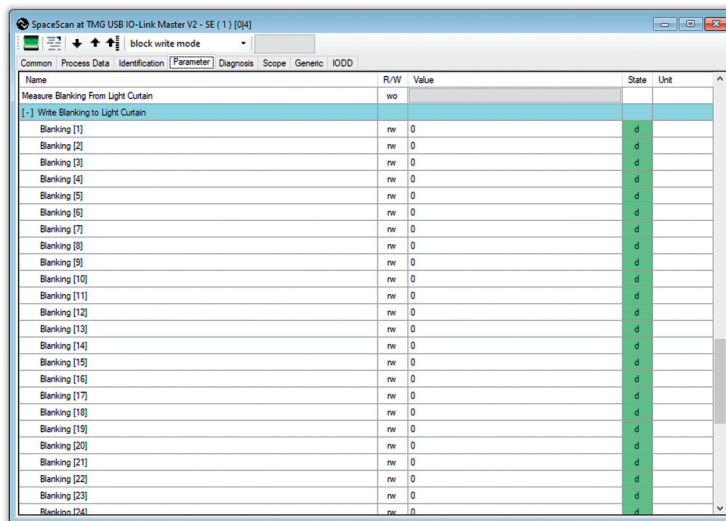 SpaceScan at TMG USB IO-Link Master V2 - SE ( 1 ) [0|4]
block write mode
Common Process Data Identification Parameter Diagnosis Scope Generic IODD
Name R/W Value State Unit
Measure Blanking From Light Curtain wo
[ - ] Write Blanking to Light Curtain
Blanking [1] rw 0 d
Blanking [2] rw 0 d
Blanking [3] rw 0 d
Blanking [4] rw 0 d
Blanking [5] rw 0 d
Blanking [6] rw 0 d
Blanking [7] rw 0 d
Blanking [8] rw 0 d
Blanking [9] rw 0 d
Blanking [10] rw 0 d
Blanking [11] rw 0 d
Blanking [12] rw 0 d
Blanking [13] rw 0 d
Blanking [14] rw 0 d
Blanking [15] rw 0 d
Blanking [16] rw 0 d
Blanking [17] rw 0 d
Blanking [18] rw 0 d
Blanking [19] rw 0 d
Blanking [20] rw 0 d
Blanking [21] rw 0 d
Blanking [22] rw 0 d
Blanking [23] rw 0 d
Blanking [24] rw 0 d